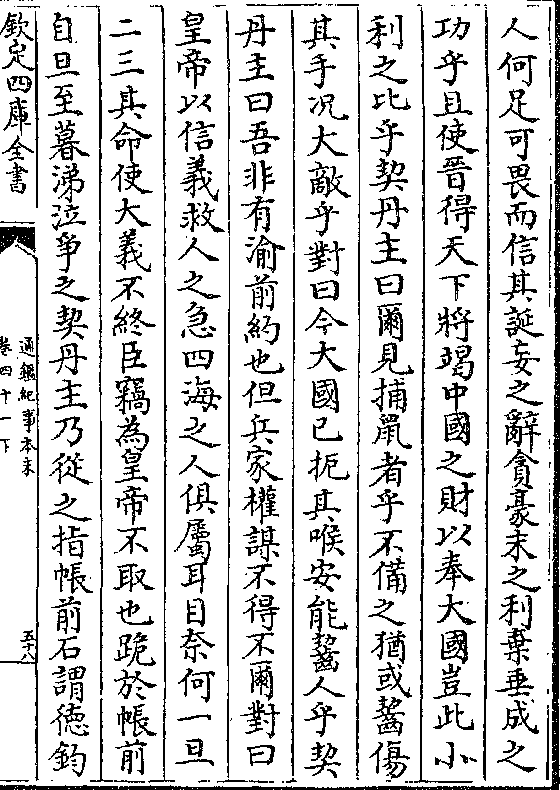 人何足可畏而信其誕妄之辭貪豪末之利棄垂成之
功乎且使晉得天下將竭中國之財以奉大國豈此小
利之比乎契丹主曰爾見捕鼠者乎不備之猶或齧傷
其手況大敵乎對曰今大國已扼其喉安能齧人乎契
丹主曰吾非有渝前約也但兵家權謀不得不爾對曰
皇帝以信義救人之急四海之人俱屬耳目奈何一旦
二三其命使大義不終臣竊為皇帝不取也跪於帳前
自旦至暮涕泣爭之契丹主乃從之指帳前石謂德鈞
欽定四庫全書
通鑑紀事本末
卷四十一下
五十八